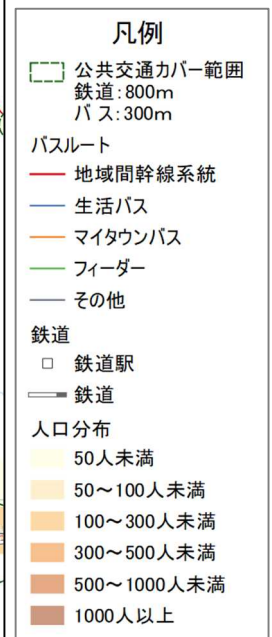 凡例
公共交通カバー範囲
鉄道:800m
バス:300m
バスルート
地域間幹線系統
生活バス
マイタウンバス
フィーダー
その他
鉄道
鉄道駅
鉄道
人口分布
50人未満
50～100人未満
100～300人未満
300～500人未満
500～1000人未満
1000人以上